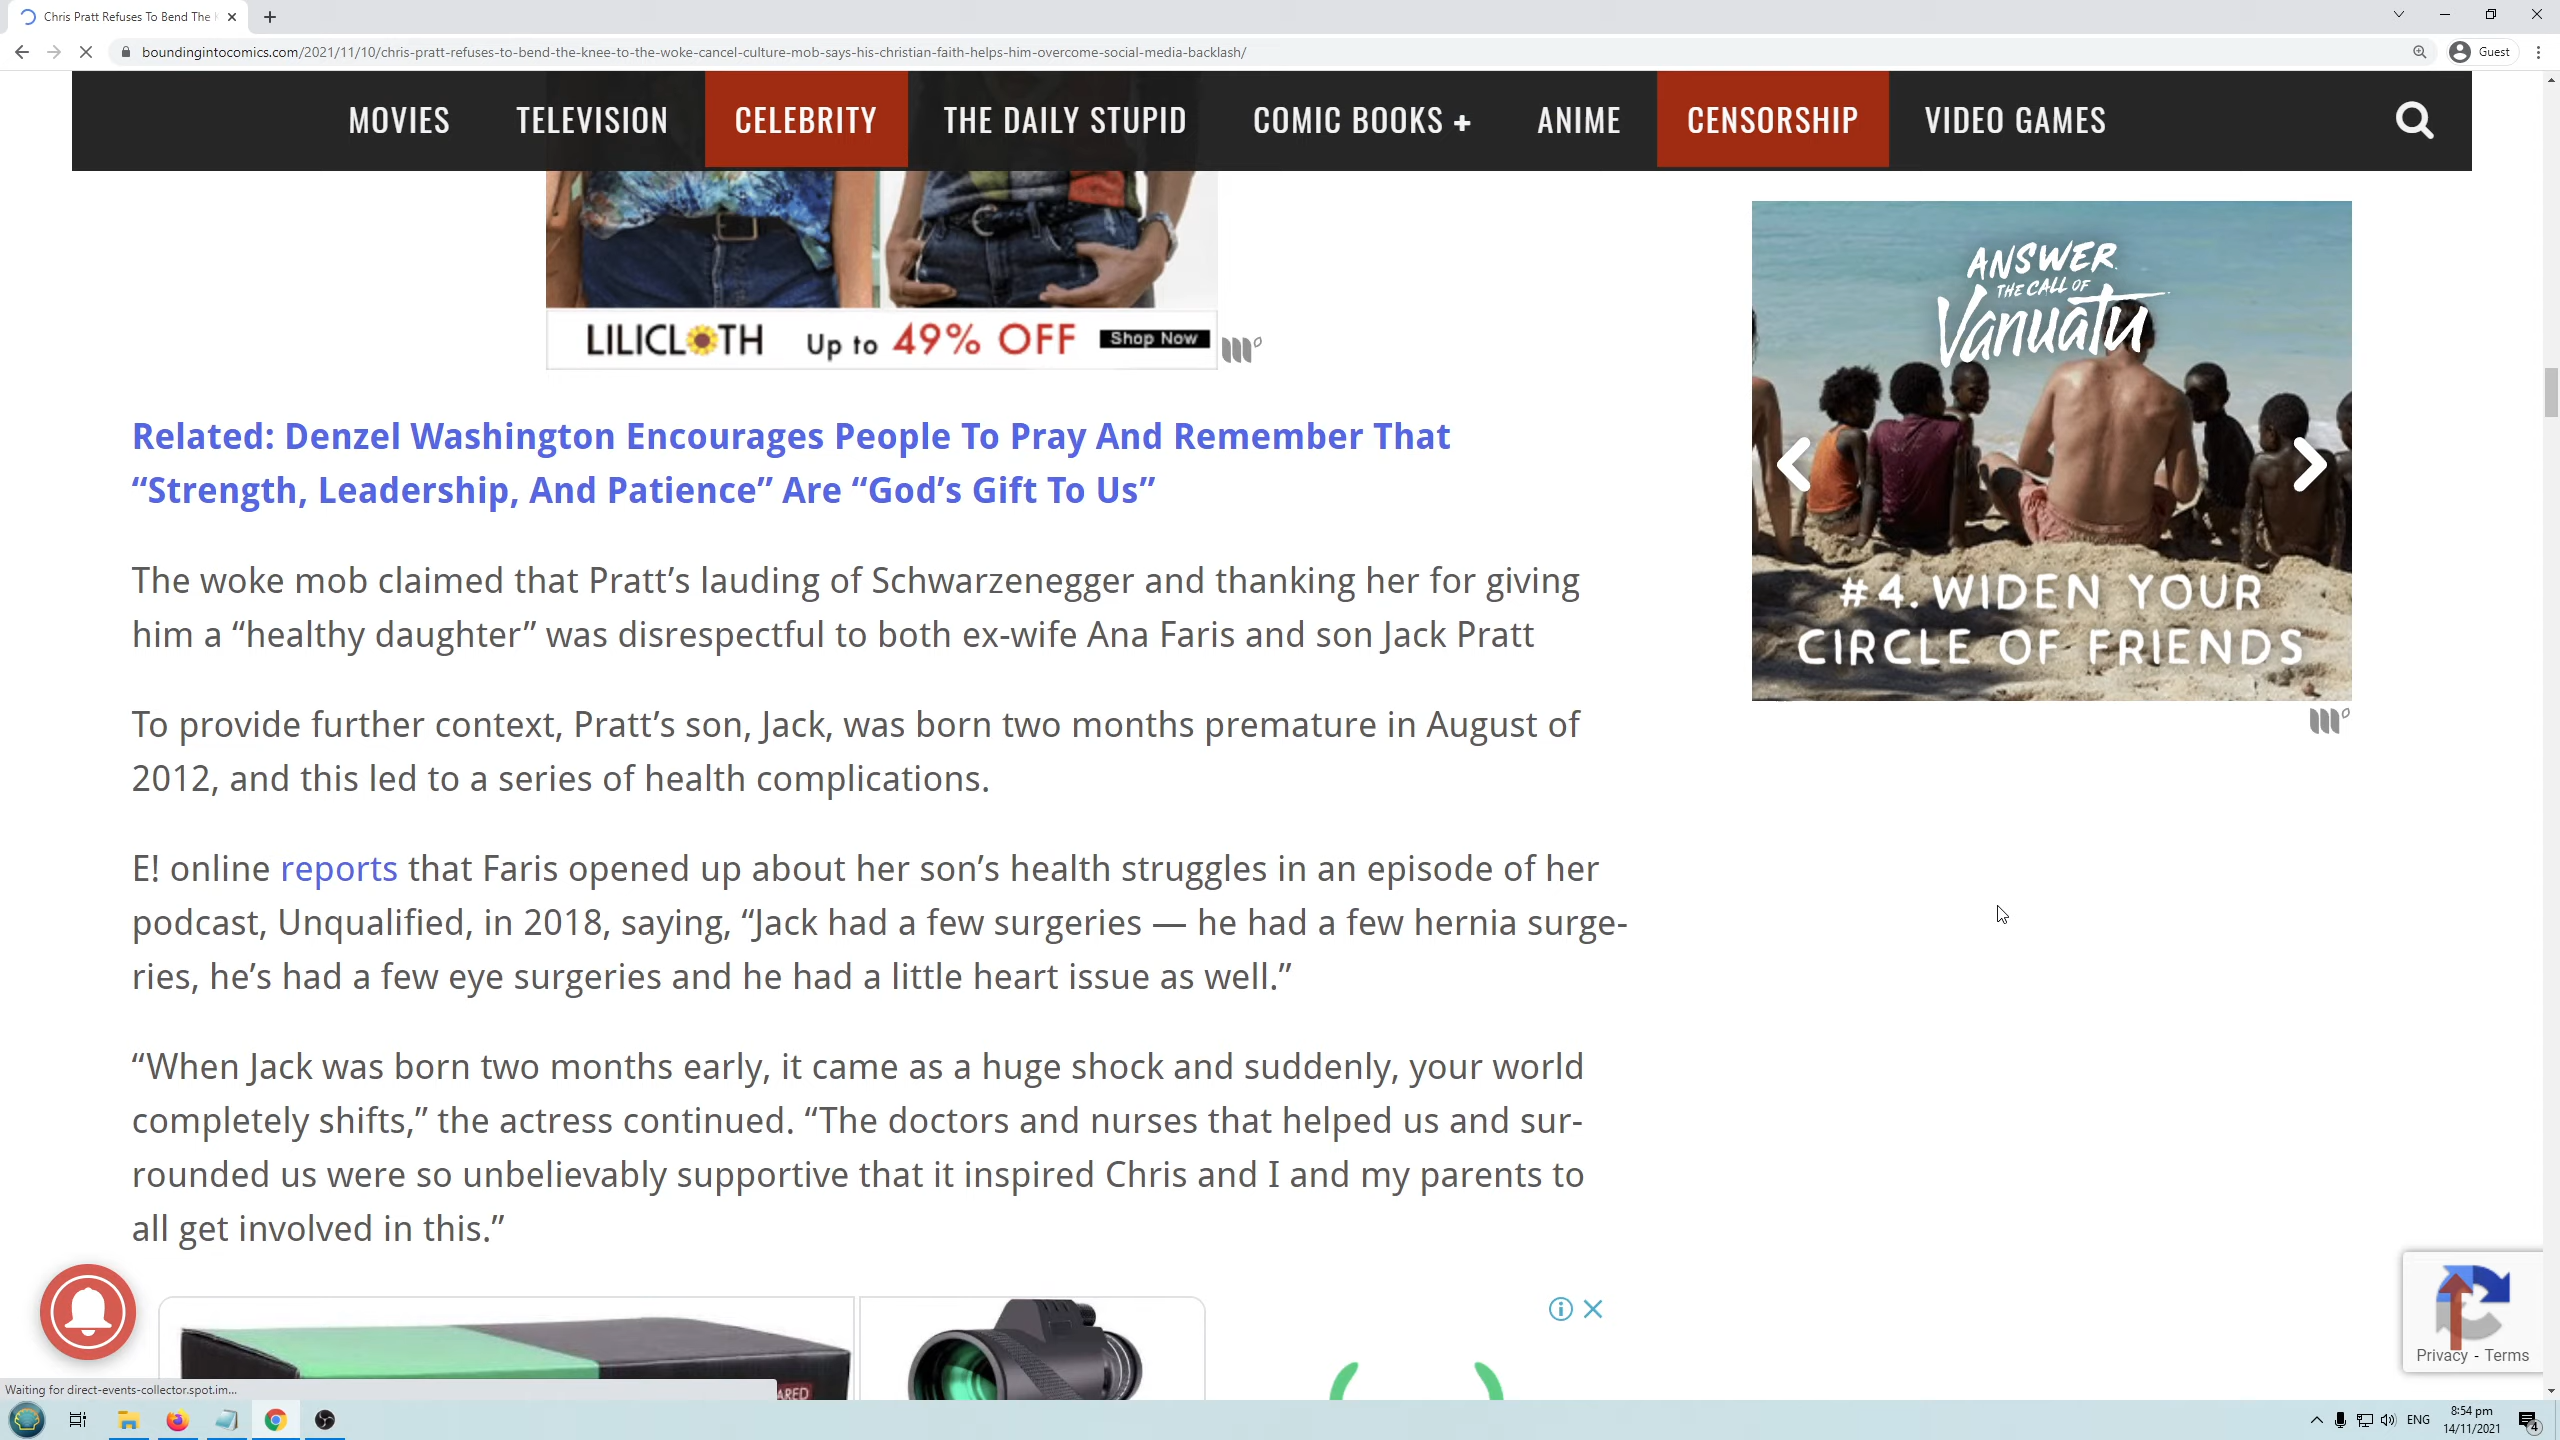 Chris Pratt Refuses To Bend The
boundingintocomics.com/2021/11/10/chris-pratt-refuses-to-bend-the-knee-to-the-woke-cancel-culture-mob-says-his-christian-faith-helps-him-overcome-social-media-backlash/
Guest
MOVIES TELEVISION CELEBRITY THE DAILY STUPID COMIC BOOKS + ANIME CENSORSHIP VIDEO GAMES
LILICLOTH Up to 49% OFF Shop Now
ANSWER
THE CALL OF
Vanuatu
#4. WIDEN YOUR
CIRCLE OF FRIENDS
Related: Denzel Washington Encourages People To Pray And Remember That
“Strength, Leadership, And Patience” Are “God’s Gift To Us”
The woke mob claimed that Pratt’s lauding of Schwarzenegger and thanking her for giving
him a “healthy daughter” was disrespectful to both ex-wife Ana Faris and son Jack Pratt
To provide further context, Pratt’s son, Jack, was born two months premature in August of
2012, and this led to a series of health complications.
E! online reports that Faris opened up about her son’s health struggles in an episode of her
podcast, Unqualified, in 2018, saying, “Jack had a few surgeries — he had a few hernia surge-
ries, he’s had a few eye surgeries and he had a little heart issue as well.”
“When Jack was born two months early, it came as a huge shock and suddenly, your world
completely shifts,” the actress continued. “The doctors and nurses that helped us and sur-
rounded us were so unbelievably supportive that it inspired Chris and I and my parents to
all get involved in this.”
Privacy - Terms
Waiting for direct-events-collector.spot.im...
ENG
8:54 pm
14/11/2021
4